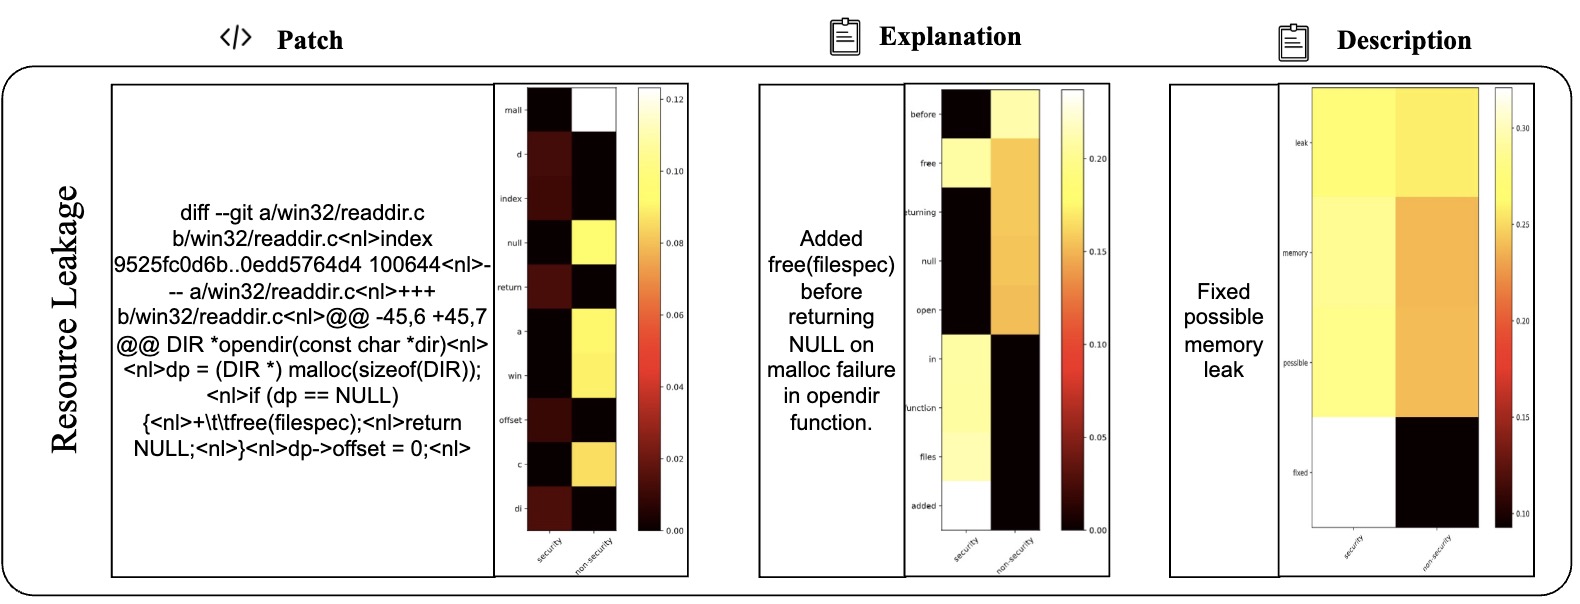 </> Patch
Explanation
Description
Resource Leakage
diff --git a/win32/readdir.c
b/win32/readdir.c<nl>index
9525fc0d6b..0edd5764d4 100644<nl>-
-- a/win32/readdir.c<nl>+++
b/win32/readdir.c<nl>@@ -45,6 +45,7
@@ DIR *opendir(const char *dir)<nl>
<nl>dp = (DIR *) malloc(sizeof(DIR));
<nl>if (dp == NULL)
{<nl>+\t\tfree(filespec);<nl>return
NULL;<nl>}<nl>dp->offset = 0;<nl>
mall
d
index
null
return
a
win
offset
c
di
security
non-security
0.12
0.10
0.08
0.06
0.04
0.02
0.00
Added
free(filespec)
before
returning
NULL on
malloc failure
in opendir
function.
before
free
eturning
null
open
in
function
files
added
security
non-security
0.20
0.15
0.10
0.05
0.00
Fixed
possible
memory
leak
leak
memory
possible
fixed
security
non-security
0.30
0.25
0.20
0.15
0.10